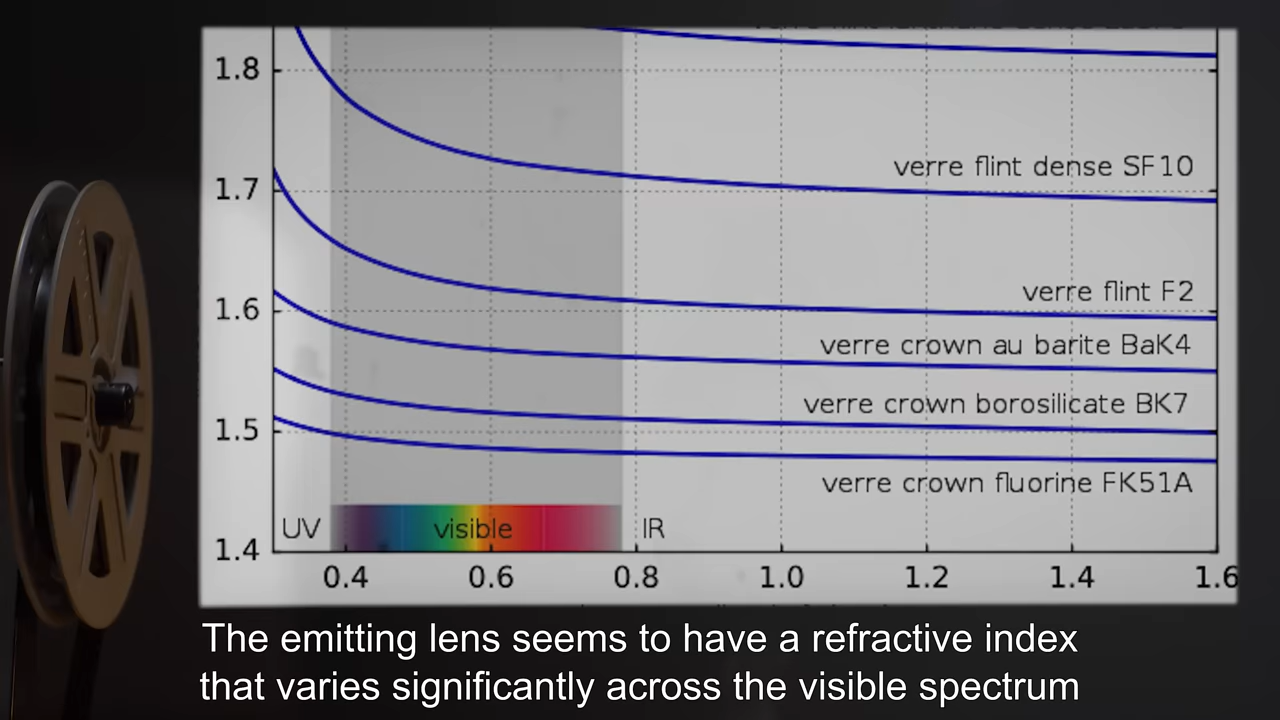 1.8
verre flint dense SF10
1.7
verre flint F2
1.6
verre crown au barite BaK4
verre crown borosilicate BK7
1.5
verre crown fluorine FK51A
UV visible IR
1.4
0.4 0.6 0.8 1.0 1.2 1.4 1.6
The emitting lens seems to have a refractive index
that varies significantly across the visible spectrum